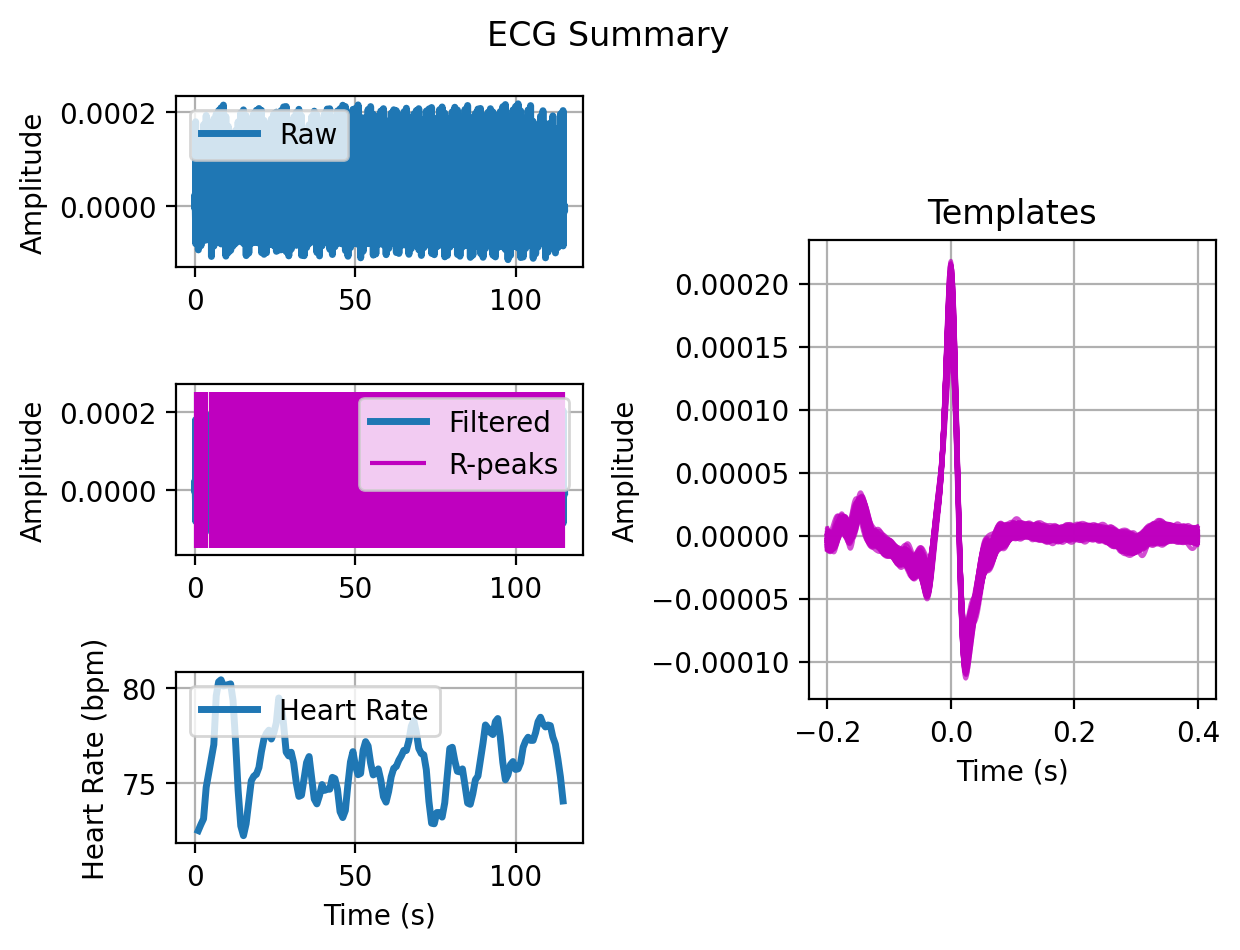 ECG Summary
0.0002
0.0000
Amplitude
Raw
0
50
100
0.0002
0.0000
Amplitude
Filtered
R-peaks
0
50
100
80
75
Heart Rate (bpm)
Heart Rate
0
50
100
Time (s)
Templates
0.00020
0.00015
0.00010
0.00005
0.00000
−0.00005
−0.00010
Amplitude
−0.2
0.0
0.2
0.4
Time (s)